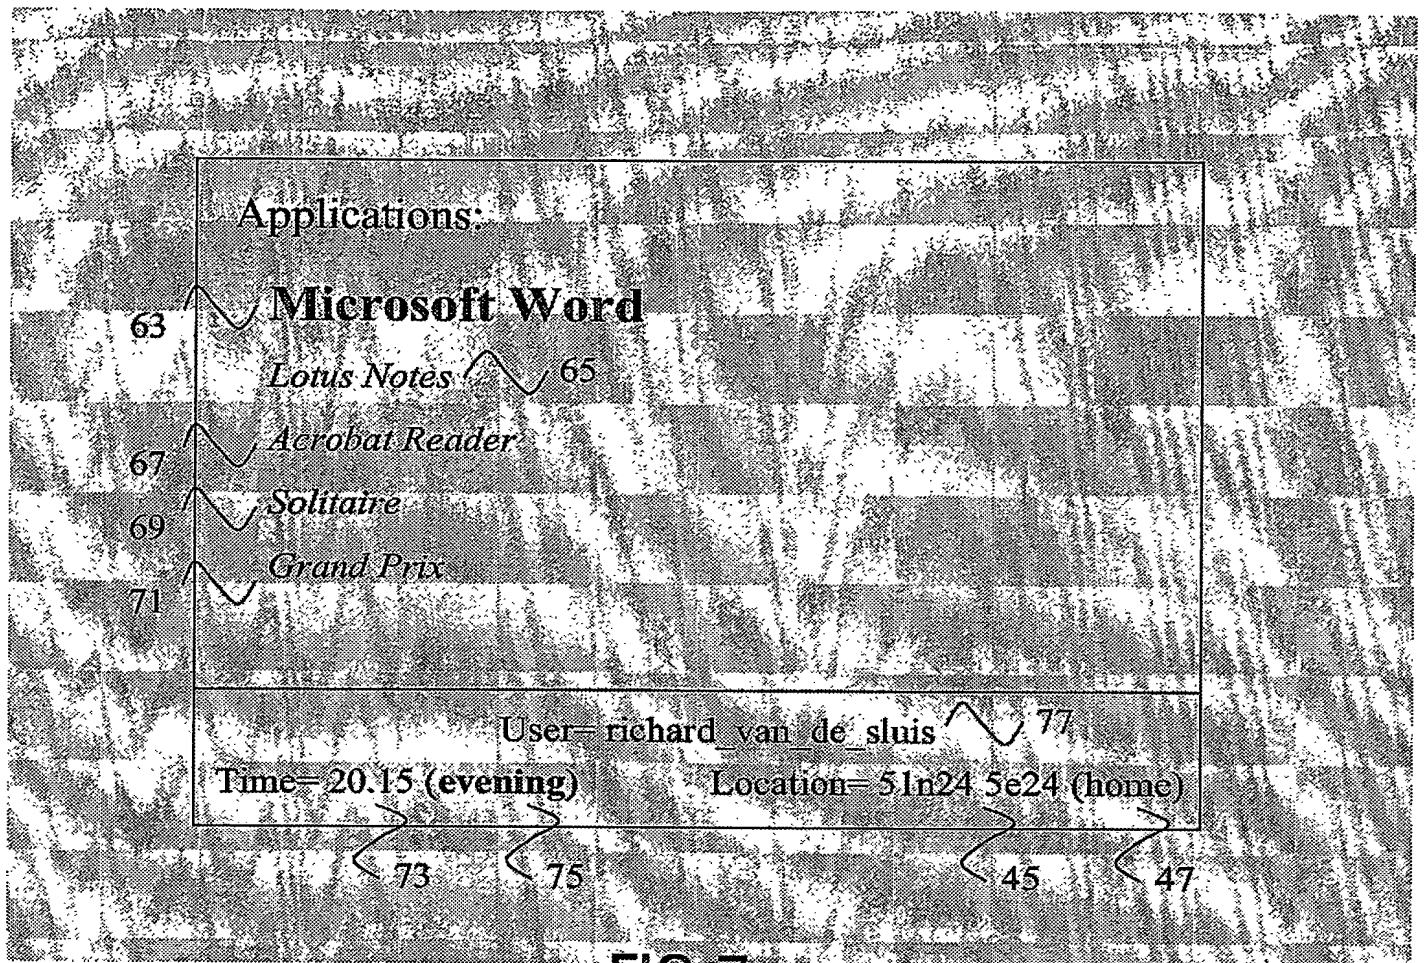 Applications:
63 Microsoft Word
Lotus Notes 65
67 Acrobat Reader
69 Solitaire
71 Grand Prix
User= richard_van_de_sluis 77
Time= 20.15 (evening) Location= 51n24 5e24 (home)
73 75 45 47